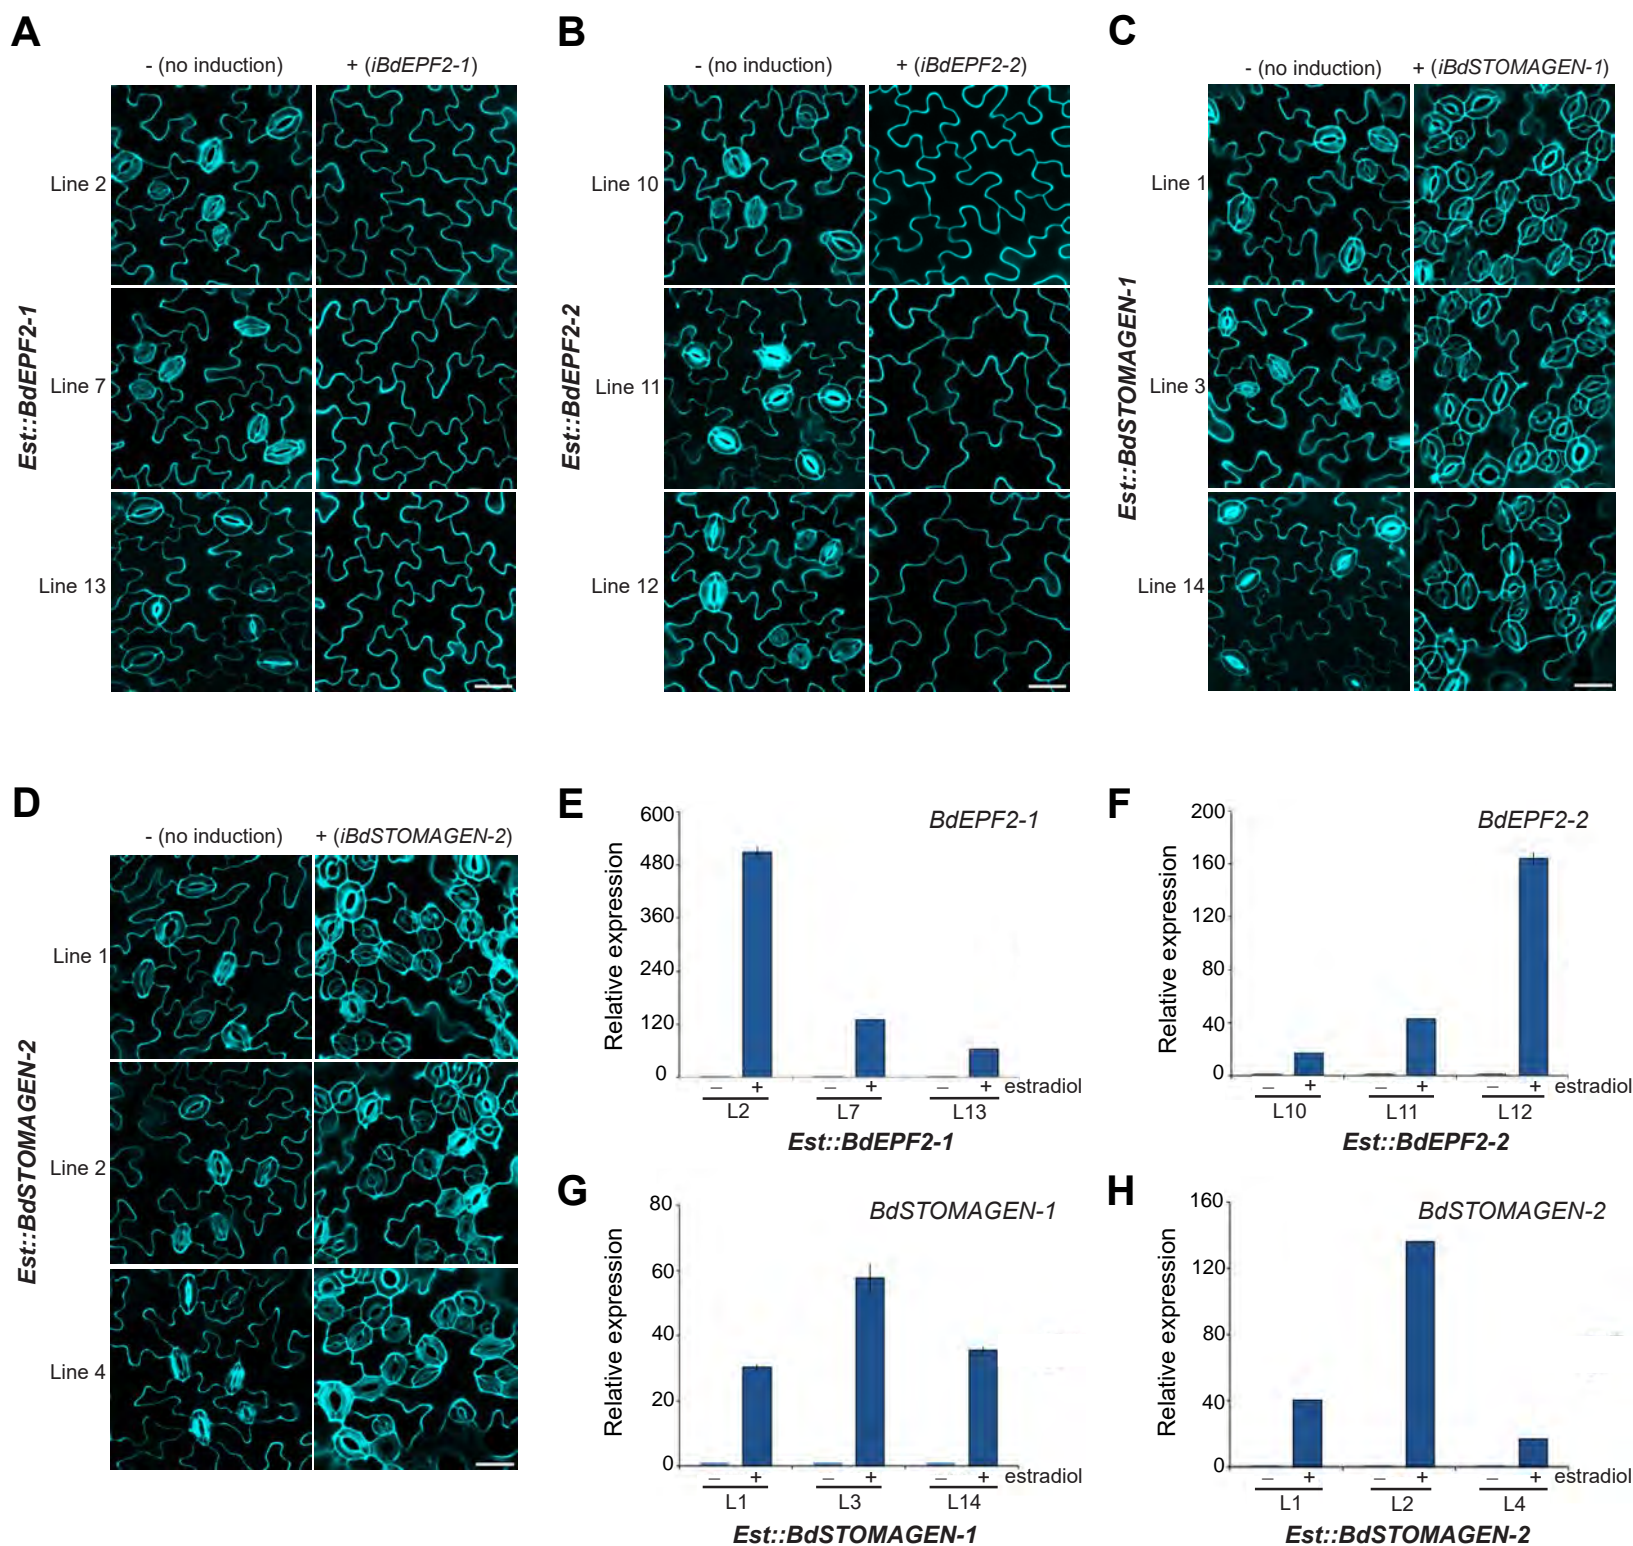 A
- (no induction) + (iBdEPF2-1)
Est::BdEPF2-1
Line 2
Line 7
Line 13
B
- (no induction) + (iBdEPF2-2)
Est::BdEPF2-2
Line 10
Line 11
Line 12
C
- (no induction) + (iBdSTOMAGEN-1)
Est::BdSTOMAGEN-1
Line 1
Line 3
Line 14
D
- (no induction) + (iBdSTOMAGEN-2)
Est::BdSTOMAGEN-2
Line 1
Line 2
Line 4
E
BdEPF2-1
Relative expression
600
480
360
240
120
0
– + – + – + estradiol
L2 L7 L13
Est::BdEPF2-1
F
BdEPF2-2
Relative expression
200
160
120
80
40
0
– + – + – + estradiol
L10 L11 L12
Est::BdEPF2-2
G
BdSTOMAGEN-1
Relative expression
80
60
40
20
0
– + – + – + estradiol
L1 L3 L14
Est::BdSTOMAGEN-1
H
BdSTOMAGEN-2
Relative expression
160
120
80
40
0
– + – + – + estradiol
L1 L2 L4
Est::BdSTOMAGEN-2